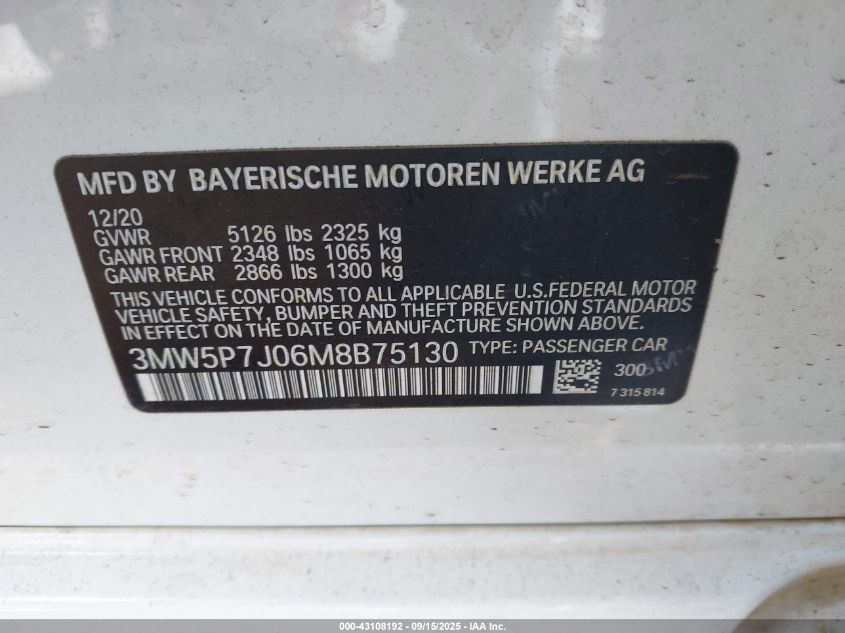 MFD BY BAYERISCHE MOTOREN WERKE AG
12/20
GVWR 5126 lbs 2325 kg
GAWR FRONT 2348 lbs 1065 kg
GAWR REAR 2866 lbs 1300 kg
THIS VEHICLE CONFORMS TO ALL APPLICABLE U.S.FEDERAL MOTOR
VEHICLE SAFETY, BUMPER AND THEFT PREVENTION STANDARDS
IN EFFECT ON THE DATE OF MANUFACTURE SHOWN ABOVE.
3MW5P7J06M8B75130 TYPE: PASSENGER CAR
300
7 315 814
000-43108192 - 09/15/2025 - IAA Inc.